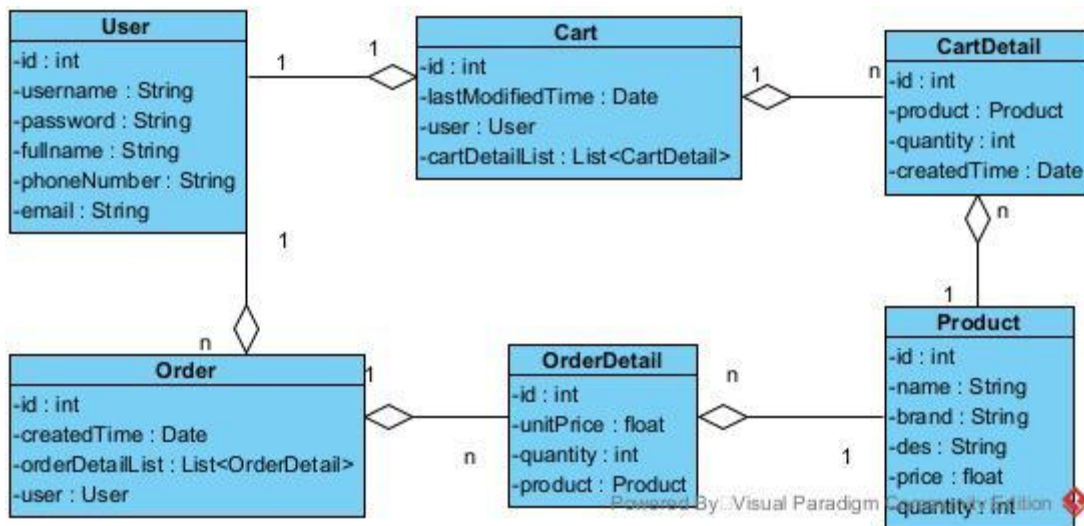 User
-id : int
-username : String
-password : String
-fullname : String
-phoneNumber : String
-email : String
1
1
Cart
-id : int
-lastModifiedTime : Date
-user : User
-cartDetailList : List<CartDetail>
1
n
CartDetail
-id : int
-product : Product
-quantity : int
-createdTime : Date
n
1
1
n
Order
-id : int
-createdTime : Date
-orderDetailList : List<OrderDetail>
-user : User
1
n
OrderDetail
-id : int
-unitPrice : float
-quantity : int
-product : Product
n
1
Product
-id : int
-name : String
-brand : String
-des : String
-price : float
-quantity : int
Powered By Visual Paradigm Community Edition